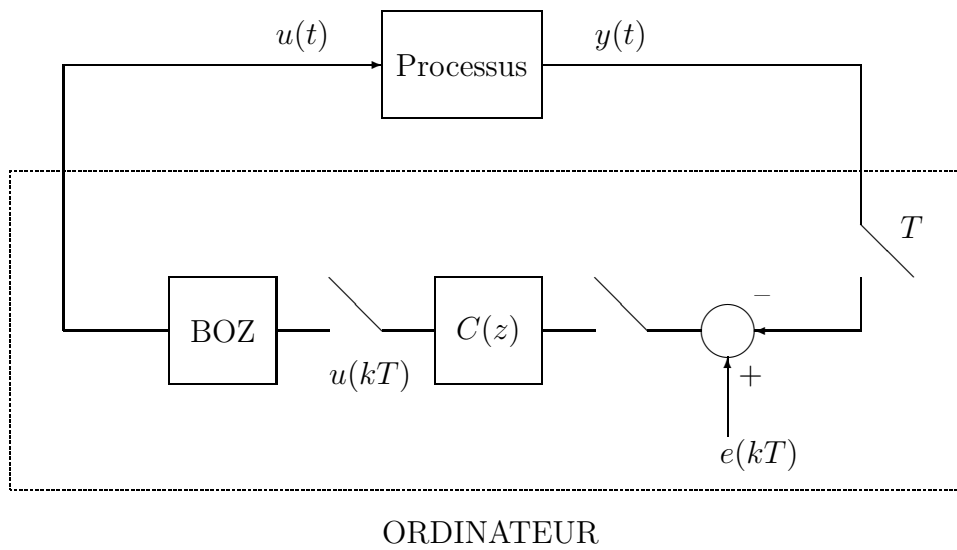 u(t)
Processus
y(t)
T
BOZ
u(kT)
C(z)
−
+
e(kT)
ORDINATEUR